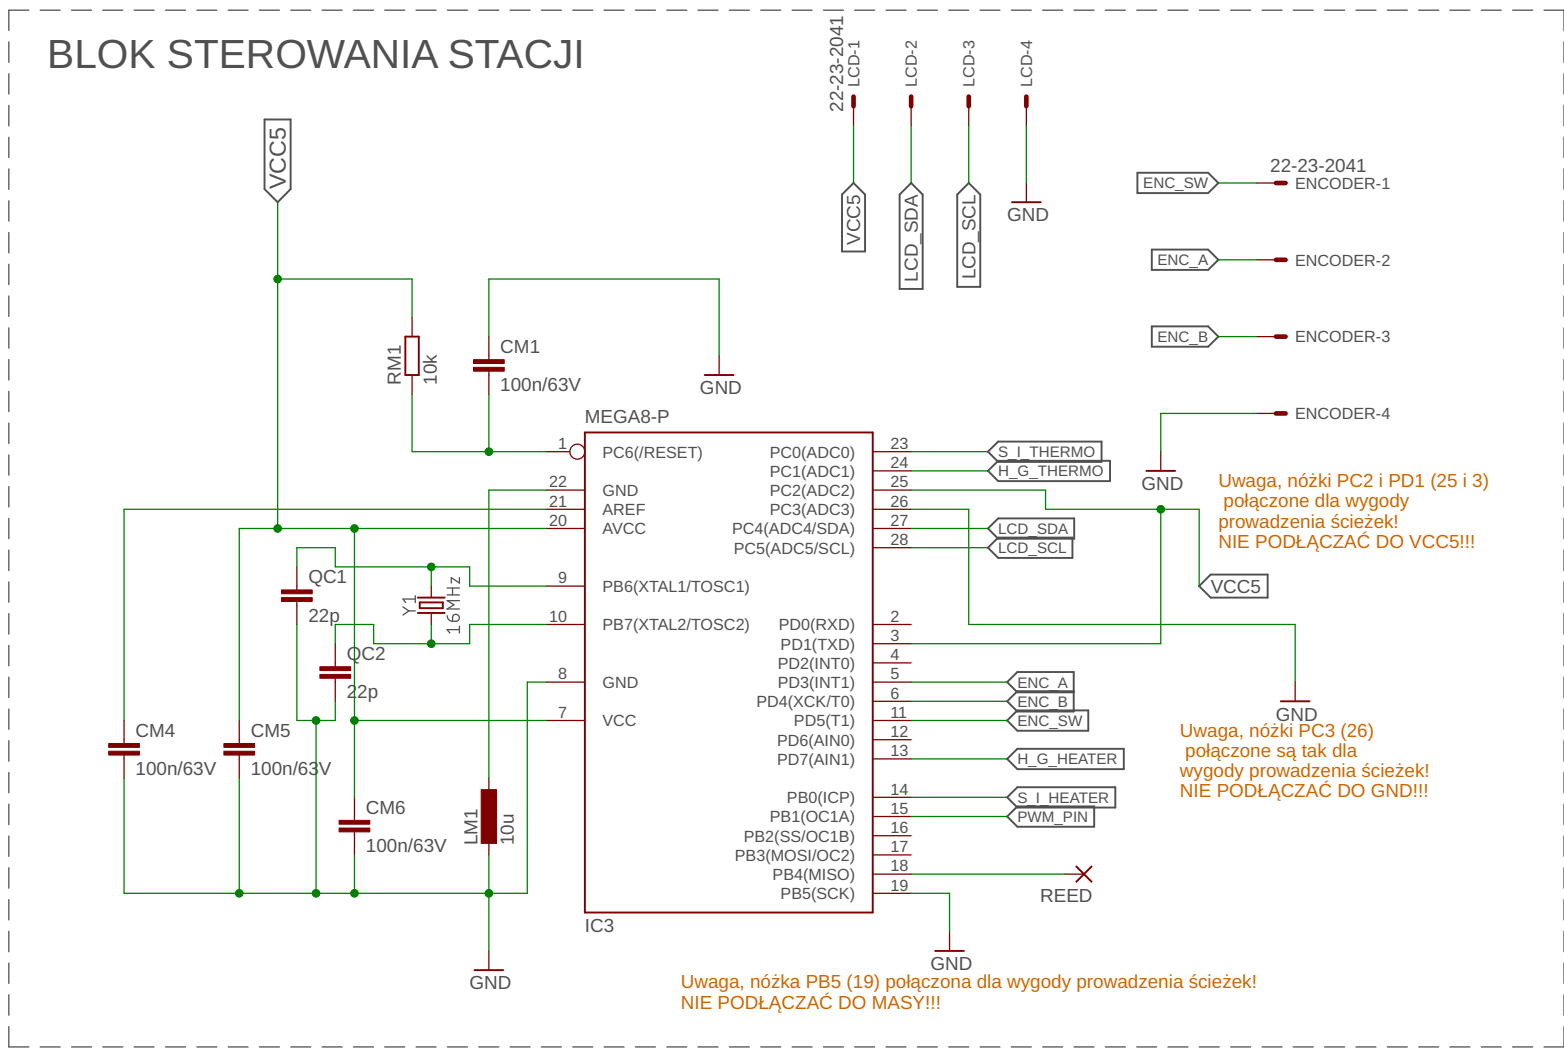 BLOK STEROWANIA STACJI
22-23-2041
LCD-1
LCD-2
LCD-3
LCD-4
VCC5
LCD_SDA
LCD_SCL
GND
22-23-2041
ENC_SW
ENCODER-1
ENC_A
ENCODER-2
ENC_B
ENCODER-3
ENCODER-4
GND
VCC5
RM1
10k
CM1
100n/63V
GND
MEGA8-P
1
PC6(/RESET)
22
GND
21
AREF
20
AVCC
9
PB6(XTAL1/TOSC1)
10
PB7(XTAL2/TOSC2)
8
GND
7
VCC
PC0(ADC0)
23
S_I_THERMO
PC1(ADC1)
24
H_G_THERMO
PC2(ADC2)
25
PC3(ADC3)
26
PC4(ADC4/SDA)
27
LCD_SDA
PC5(ADC5/SCL)
28
LCD_SCL
PD0(RXD)
2
PD1(TXD)
3
PD2(INT0)
4
PD3(INT1)
5
ENC_A
PD4(XCK/T0)
6
ENC_B
PD5(T1)
11
ENC_SW
PD6(AIN0)
12
PD7(AIN1)
13
H_G_HEATER
PB0(ICP)
14
S_I_HEATER
PB1(OC1A)
15
PWM_PIN
PB2(SS/OC1B)
16
PB3(MOSI/OC2)
17
PB4(MISO)
18
REED
PB5(SCK)
19
GND
IC3
QC1
22p
Y1
16MHz
QC2
22p
CM4
100n/63V
CM5
100n/63V
CM6
100n/63V
LM1
10u
GND
Uwaga, nóżki PC2 i PD1 (25 i 3)
połączone dla wygody
prowadzenia ścieżek!
NIE PODŁĄCZAĆ DO VCC5!!!
VCC5
GND
Uwaga, nóżki PC3 (26)
połączone są tak dla
wygody prowadzenia ścieżek!
NIE PODŁĄCZAĆ DO GND!!!
Uwaga, nóżka PB5 (19) połączona dla wygody prowadzenia ścieżek!
NIE PODŁĄCZAĆ DO MASY!!!